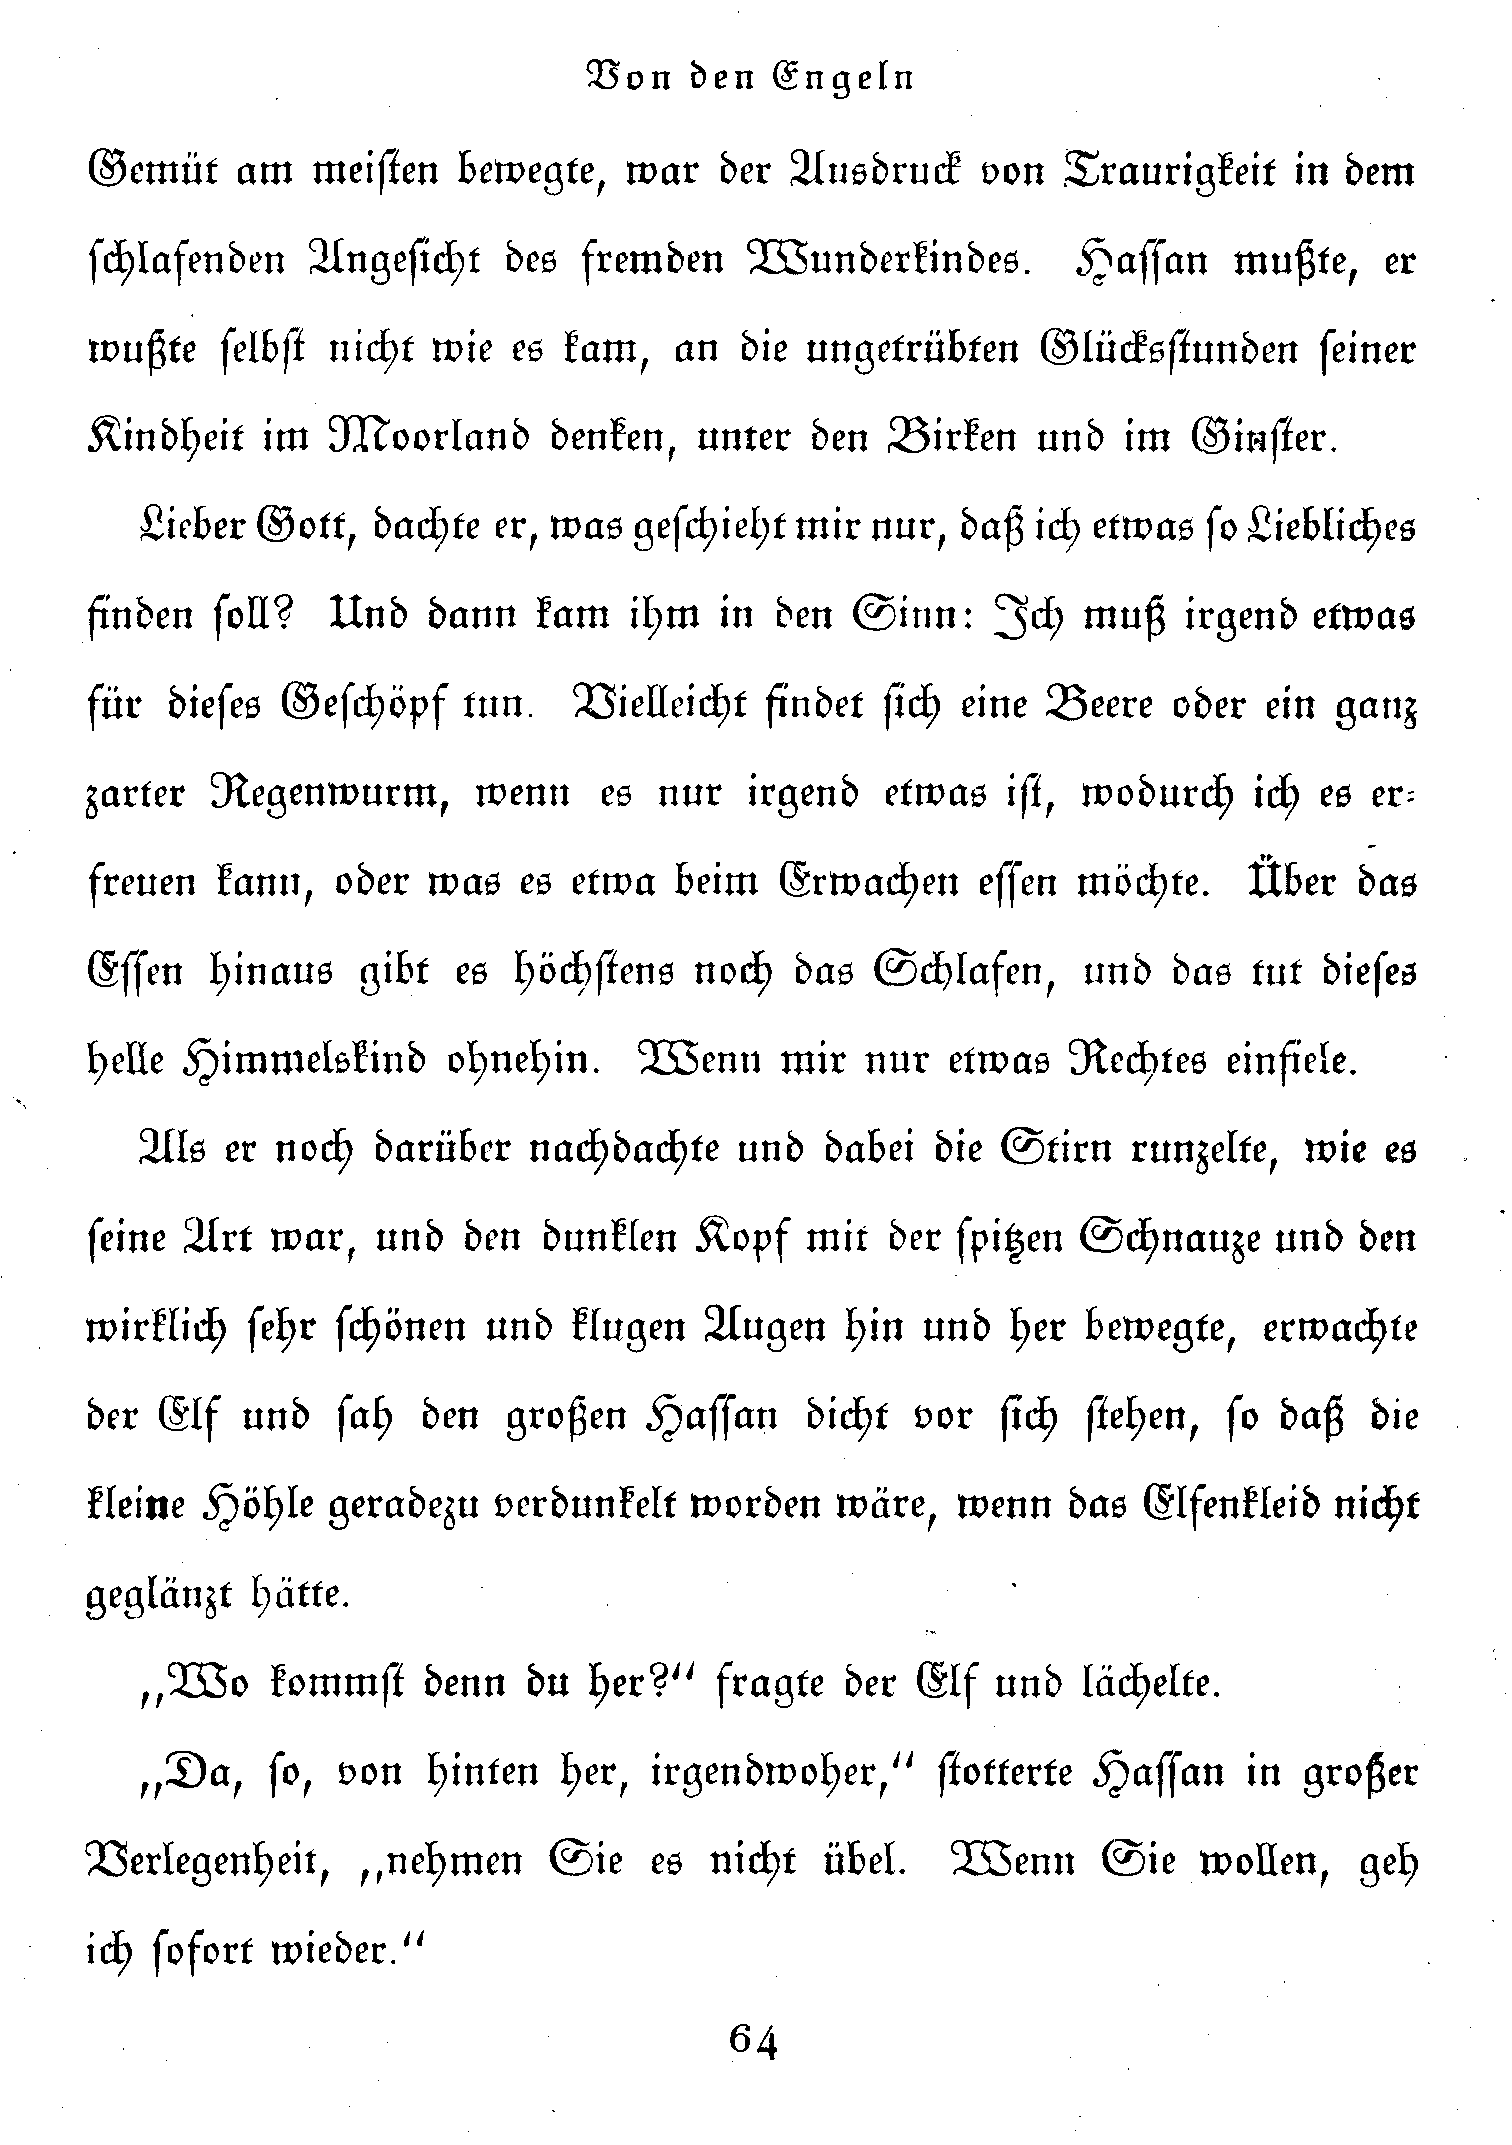 Von den Engeln
Gemüt am meiſten bewegte, war der Ausdruck von Traurigkeit in dem
ſchlafenden Angeſicht des fremden Wunderkindes. Haſſan mußte, er
wußte ſelbſt nicht wie es kam, an die ungetrübten Glücksſtunden ſeiner
Kindheit im Moorland denken, unter den Birken und im Ginſter.
Lieber Gott, dachte er, was geſchieht mir nur, daß ich etwas ſo Liebliches
finden ſoll? Und dann kam ihm in den Sinn: Ich muß irgend etwas
für dieſes Geſchöpf tun. Vielleicht findet ſich eine Beere oder ein ganz
zarter Regenwurm, wenn es nur irgend etwas iſt, wodurch ich es er-
freuen kann, oder was es etwa beim Erwachen eſſen möchte. Über das
Eſſen hinaus gibt es höchſtens noch das Schlafen, und das tut dieſes
helle Himmelskind ohnehin. Wenn mir nur etwas Rechtes einfiele.
Als er noch darüber nachdachte und dabei die Stirn runzelte, wie es
ſeine Art war, und den dunklen Kopf mit der ſpitzen Schnauze und den
wirklich ſehr ſchönen und klugen Augen hin und her bewegte, erwachte
der Elf und ſah den großen Haſſan dicht vor ſich ſtehen, ſo daß die
kleine Höhle geradezu verdunkelt worden wäre, wenn das Elfenkleid nicht
geglänzt hätte.
„Wo kommſt denn du her?“ fragte der Elf und lächelte.
„Da, ſo, von hinten her, irgendwoher,“ ſtotterte Haſſan in großer
Verlegenheit, „nehmen Sie es nicht übel. Wenn Sie wollen, geh
ich ſofort wieder.“
64